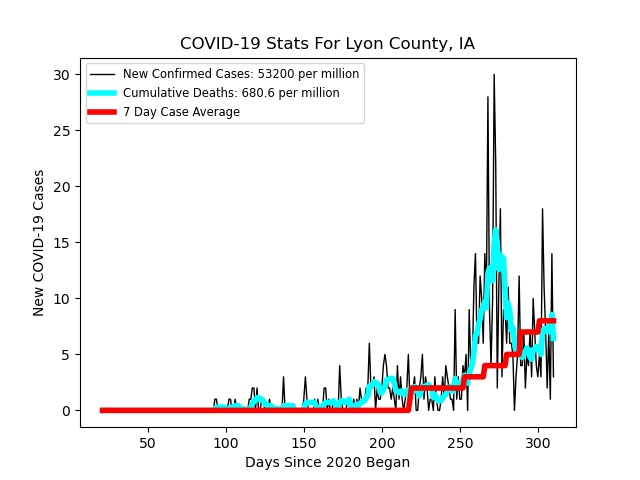 COVID-19 Stats For Lyon County, IA
New Confirmed Cases: 53200 per million
Cumulative Deaths: 680.6 per million
7 Day Case Average
New COVID-19 Cases
30
25
20
15
10
5
0
50 100 150 200 250 300
Days Since 2020 Began